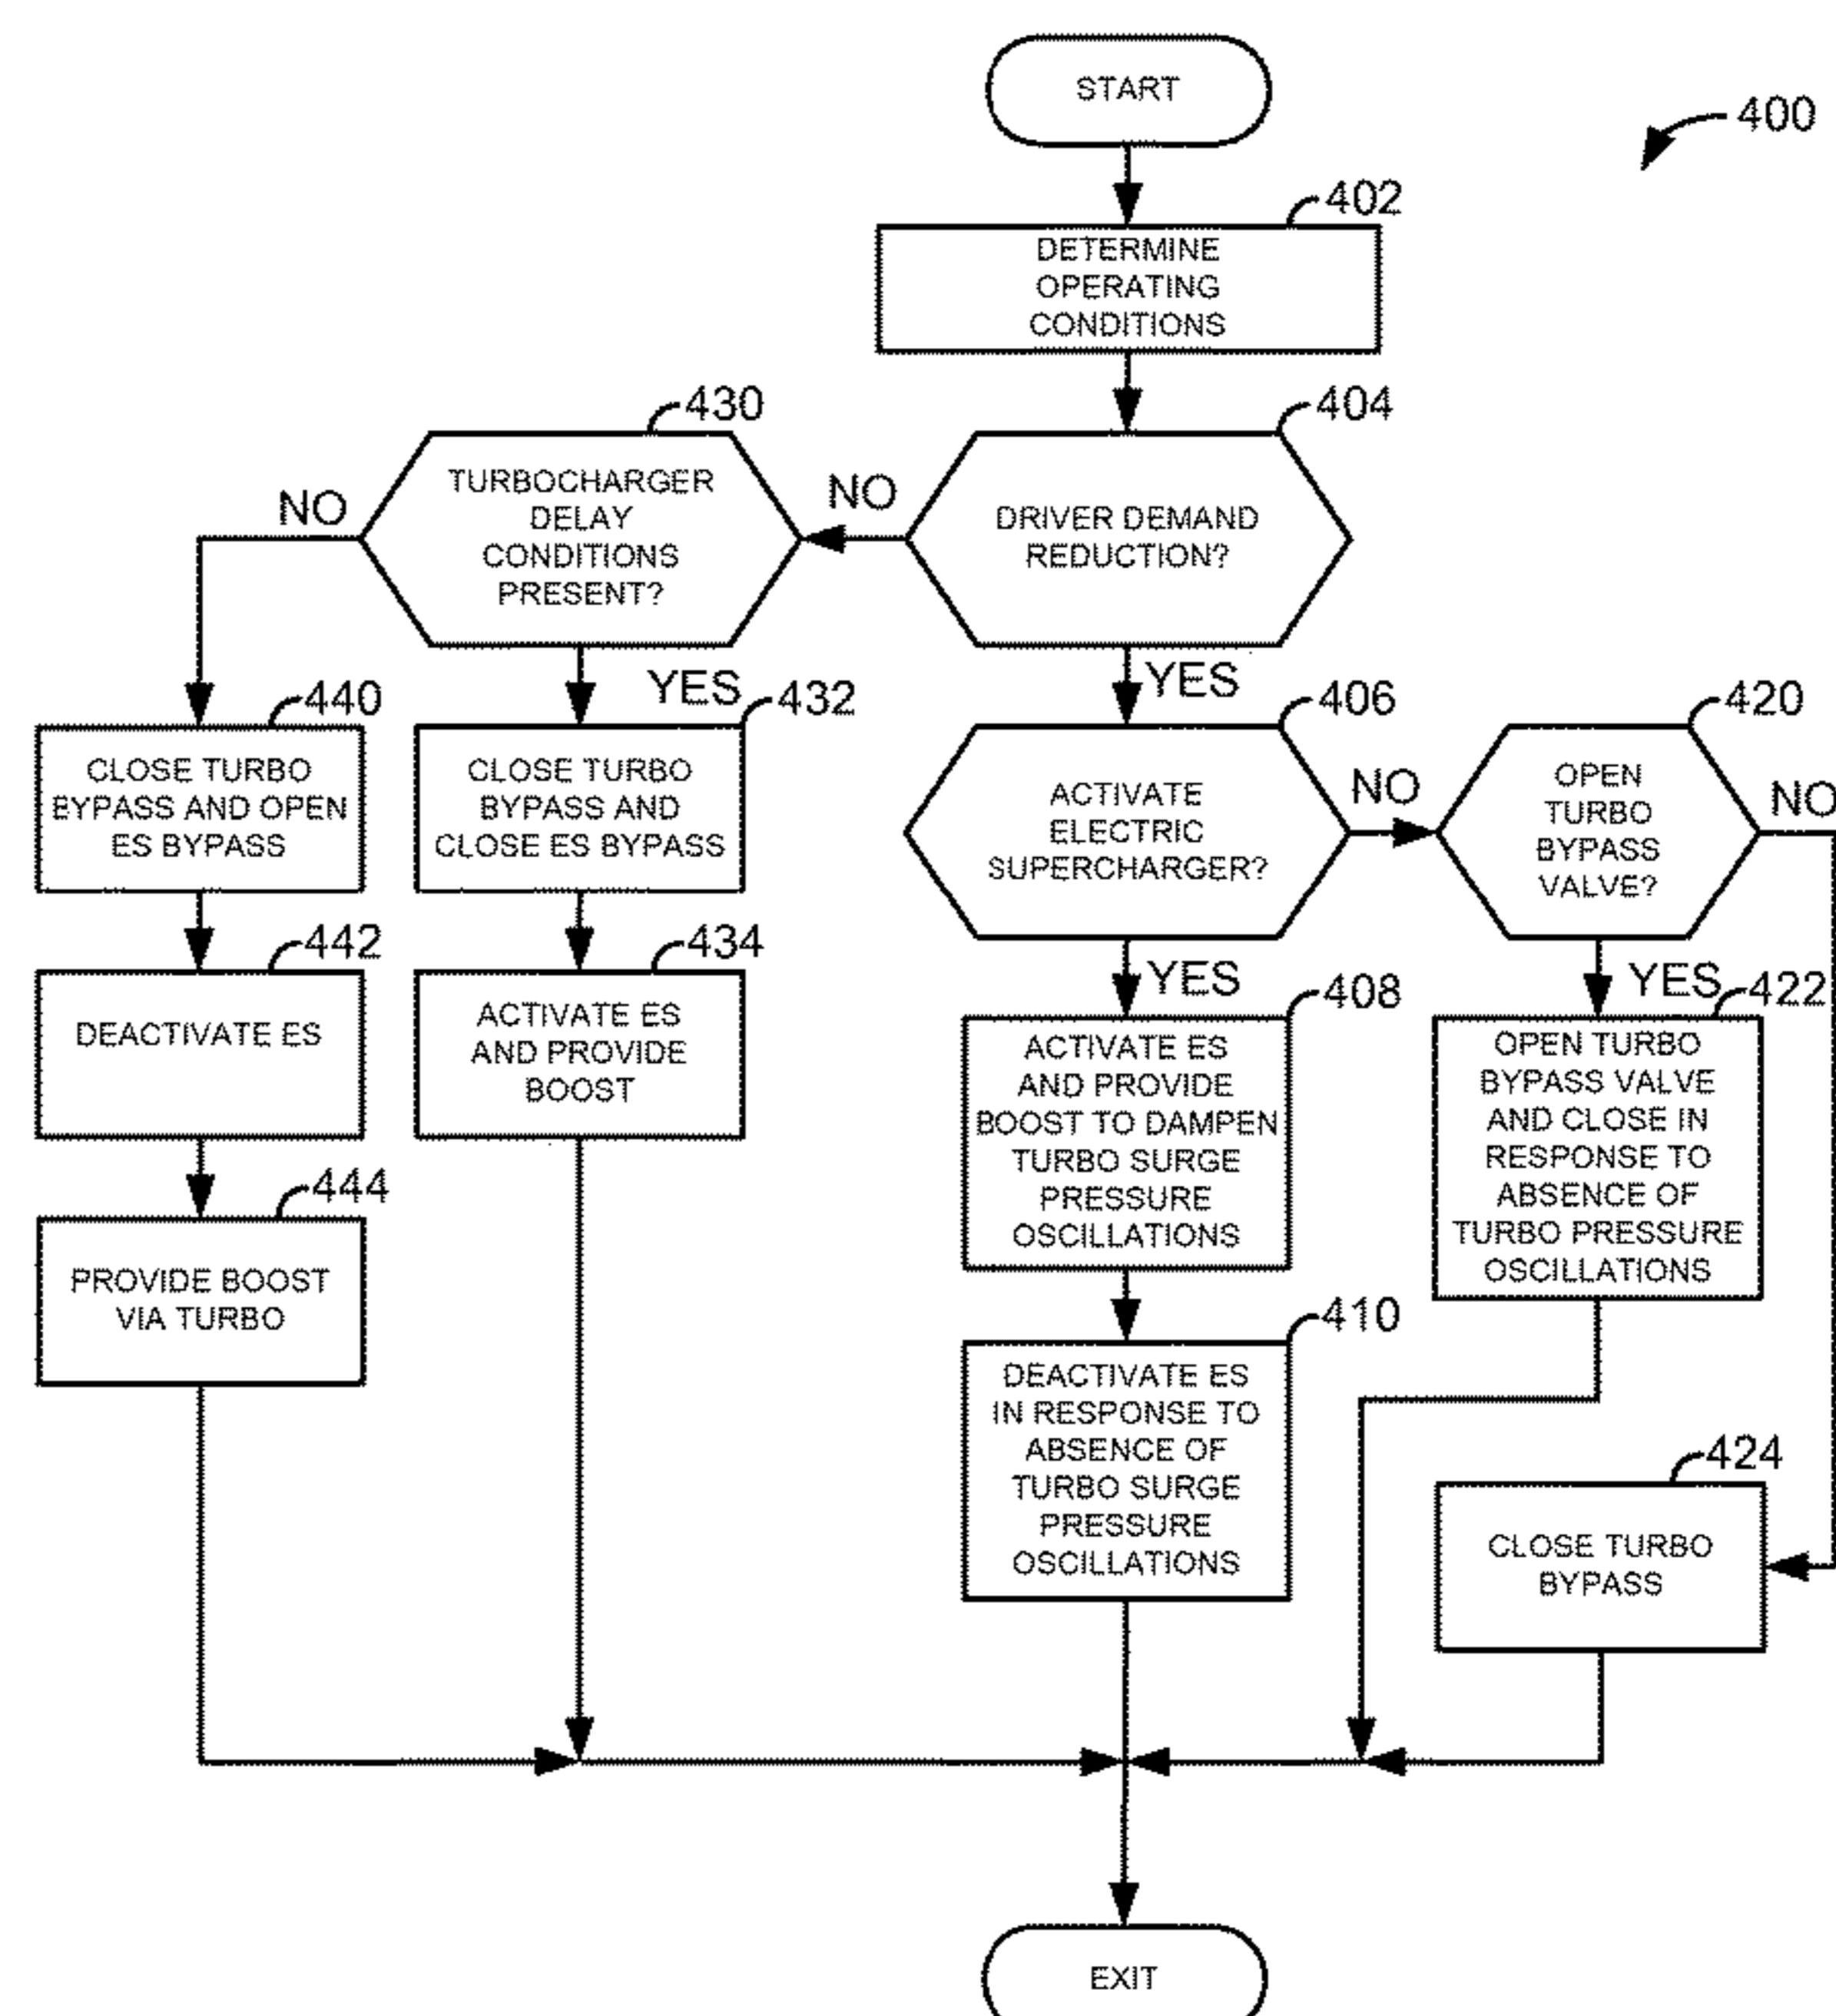 START
400
402
DETERMINE
OPERATING
CONDITIONS
430
404
TURBOCHARGER
DELAY
CONDITIONS
PRESENT?
NO
NO
DRIVER DEMAND
REDUCTION?
YES
YES
440
432
406
420
CLOSE TURBO
BYPASS AND OPEN
ES BYPASS
CLOSE TURBO
BYPASS AND
CLOSE ES BYPASS
ACTIVATE
ELECTRIC
SUPERCHARGER?
NO
OPEN
TURBO
BYPASS
VALVE?
NO
442
434
YES
408
YES
422
DEACTIVATE ES
ACTIVATE ES
AND PROVIDE
BOOST
ACTIVATE ES
AND PROVIDE
BOOST TO DAMPEN
TURBO SURGE
PRESSURE
OSCILLATIONS
OPEN TURBO
BYPASS VALVE
AND CLOSE IN
RESPONSE TO
ABSENCE OF
TURBO PRESSURE
OSCILLATIONS
444
PROVIDE BOOST
VIA TURBO
410
DEACTIVATE ES
IN RESPONSE TO
ABSENCE OF
TURBO SURGE
PRESSURE
OSCILLATIONS
424
CLOSE TURBO
BYPASS
EXIT